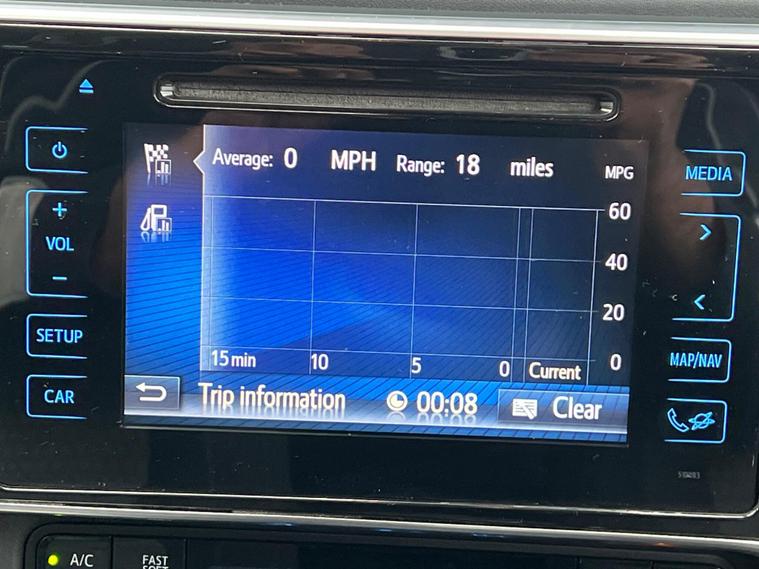 Average: 0 MPH Range: 18 miles MPG
60
40
20
0
15 min 10 5 0 Current
Trip information 00:08 Clear
VOL
SETUP
CAR
MEDIA
MAP/NAV
A/C
FAST